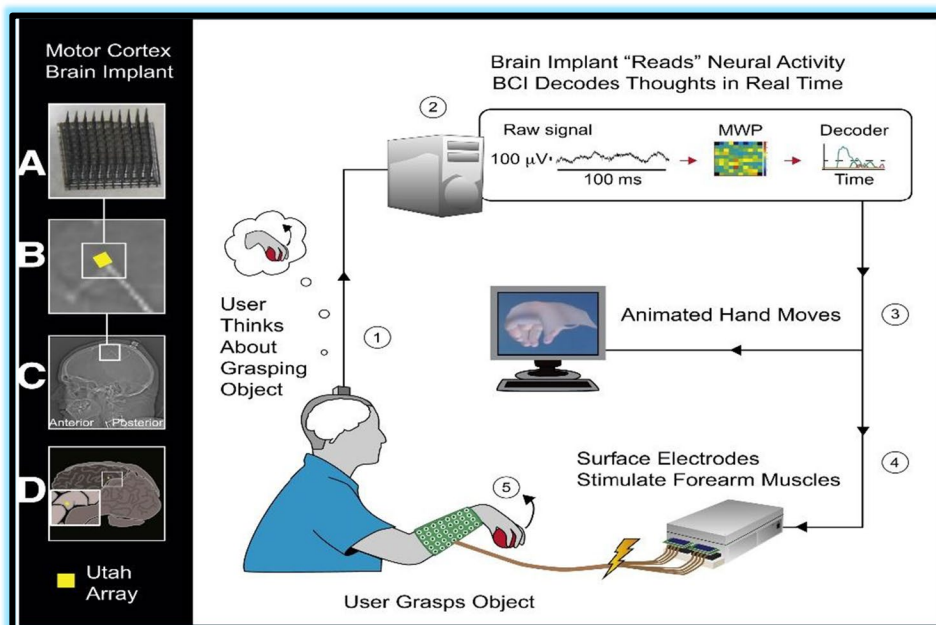 Motor Cortex
Brain Implant
A
B
C
Anterior Posterior
D
Utah
Array
Brain Implant “Reads” Neural Activity
BCI Decodes Thoughts in Real Time
2
Raw signal
MWP
Decoder
100 μV
100 ms
Time
User
Thinks
About
Grasping
Object
1
Animated Hand Moves
3
Surface Electrodes
Stimulate Forearm Muscles
4
5
User Grasps Object